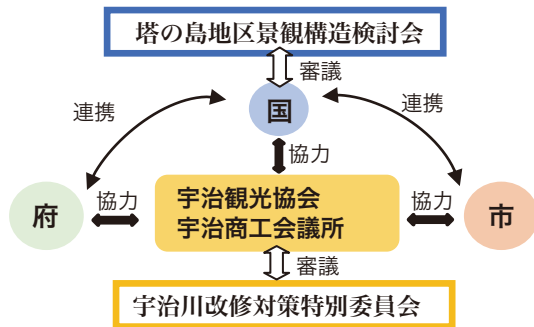 塔の島地区景観構造検討会
審議
連携
国
連携
協力
府
協力
宇治観光協会
宇治商工会議所
協力
市
審議
宇治川改修対策特別委員会